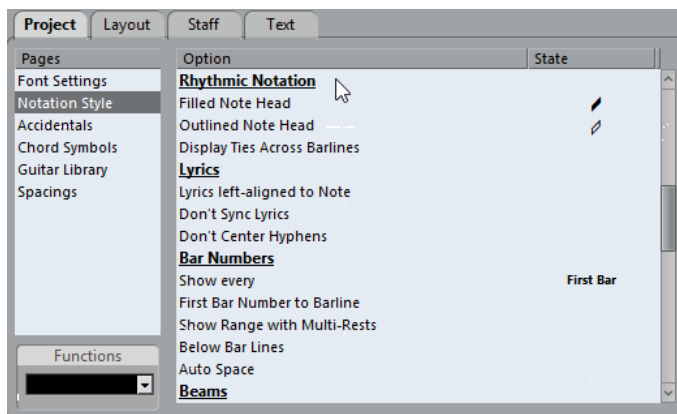 Project Layout Staff Text
Pages
Font Settings
Notation Style
Accidentals
Chord Symbols
Guitar Library
Spacings
Functions
Option State
Rhythmic Notation
Filled Note Head
Outlined Note Head
Display Ties Across Barlines
Lyrics
Lyrics left-aligned to Note
Don't Sync Lyrics
Don't Center Hyphens
Bar Numbers
Show every First Bar
First Bar Number to Barline
Show Range with Multi-Rests
Below Bar Lines
Auto Space
Beams